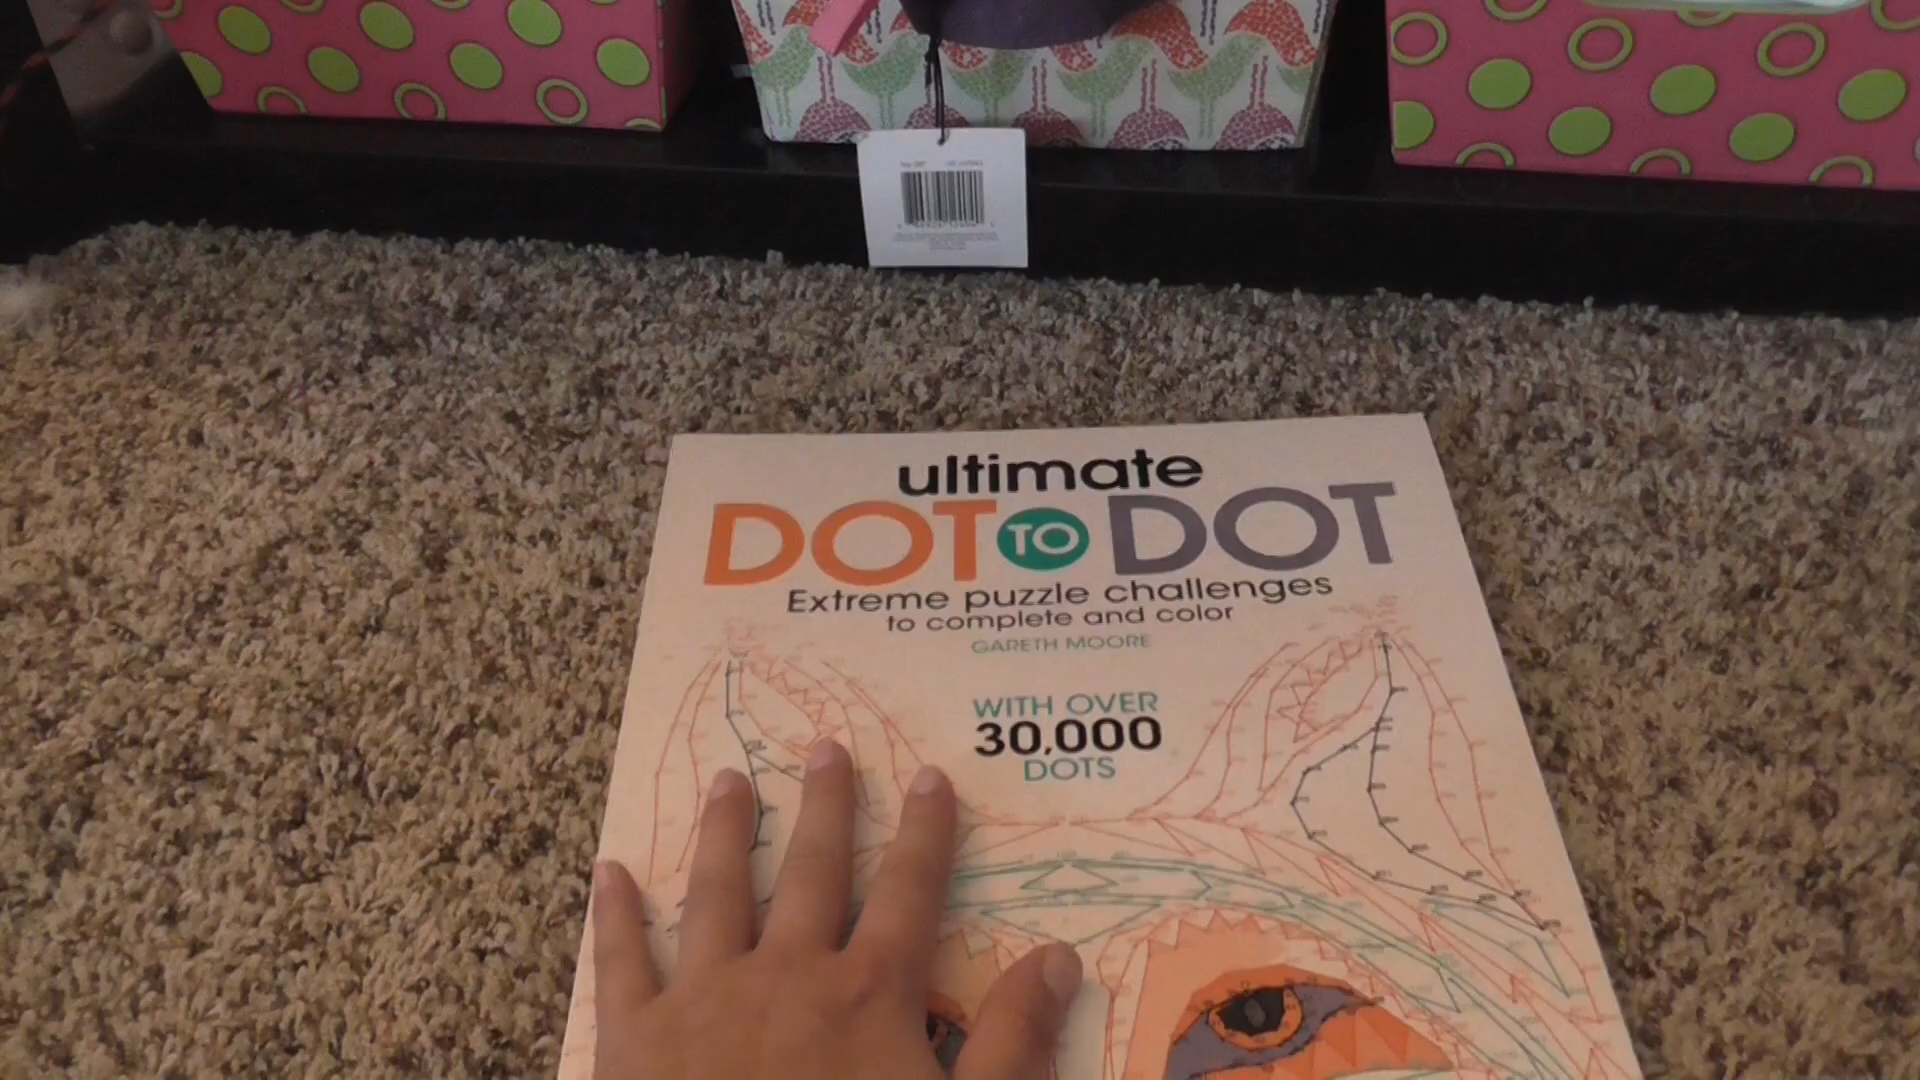 ultimate
DOT TO DOT
Extreme puzzle challenges
to complete and color
GARETH MOORE
WITH OVER
30,000
DOTS